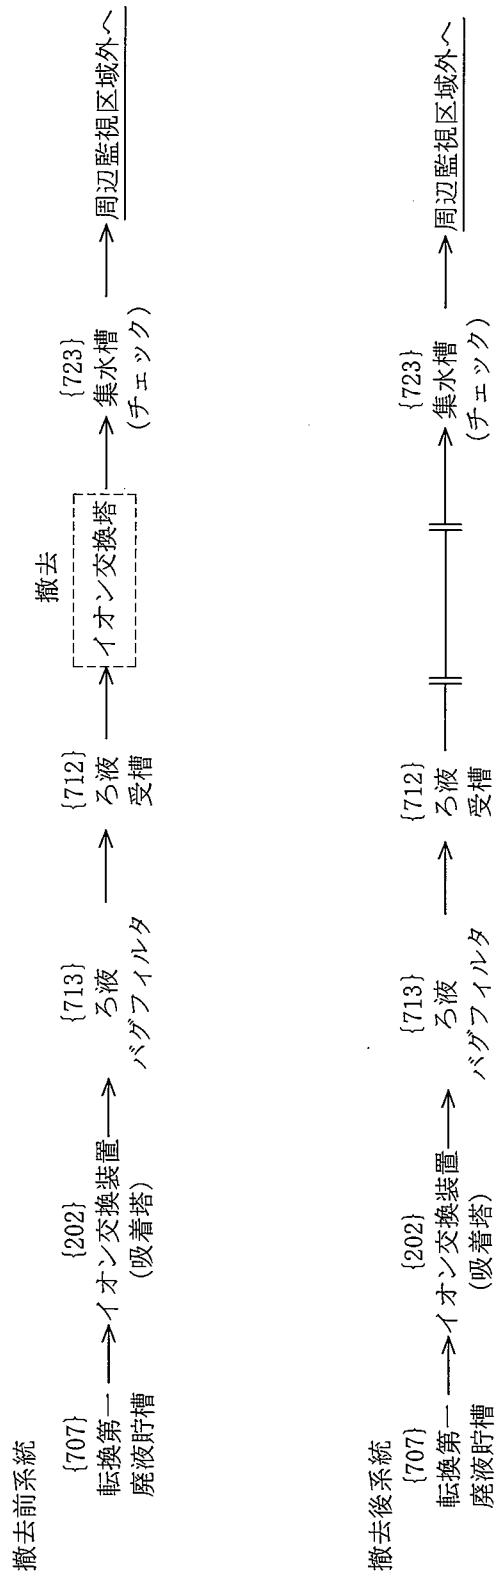 撤去前系統
{707}
転換第一
廃液貯槽
{202}
イオン交換装置
(吸着塔)
{713}
ろ液
バグフィルタ
{712}
ろ液
受槽
撤去
イオン交換塔
{723}
集水槽
(チェック)
周辺監視区域外へ
撤去後系統
{707}
転換第一
廃液貯槽
{202}
イオン交換装置
(吸着塔)
{713}
ろ液
バグフィルタ
{712}
ろ液
受槽
{723}
集水槽
(チェック)
周辺監視区域外へ